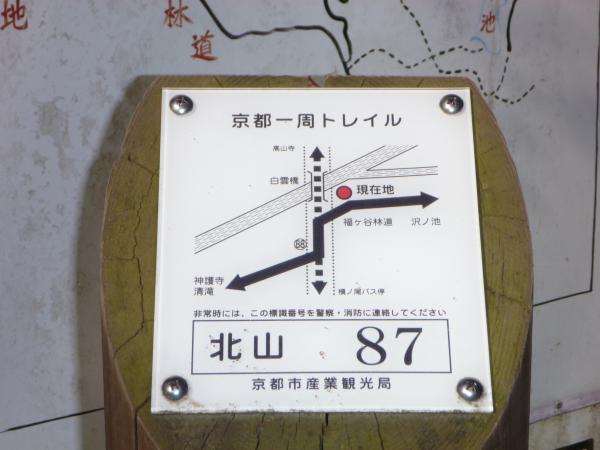 地
林
道
池
京都一周トレイル
高山寺
白雲橋
現在地
福ヶ谷林道 沢ノ池
88
神護寺
清滝
槇ノ尾バス停
非常時には、この標識番号を警察・消防に連絡してください
北山 87
京都市産業観光局